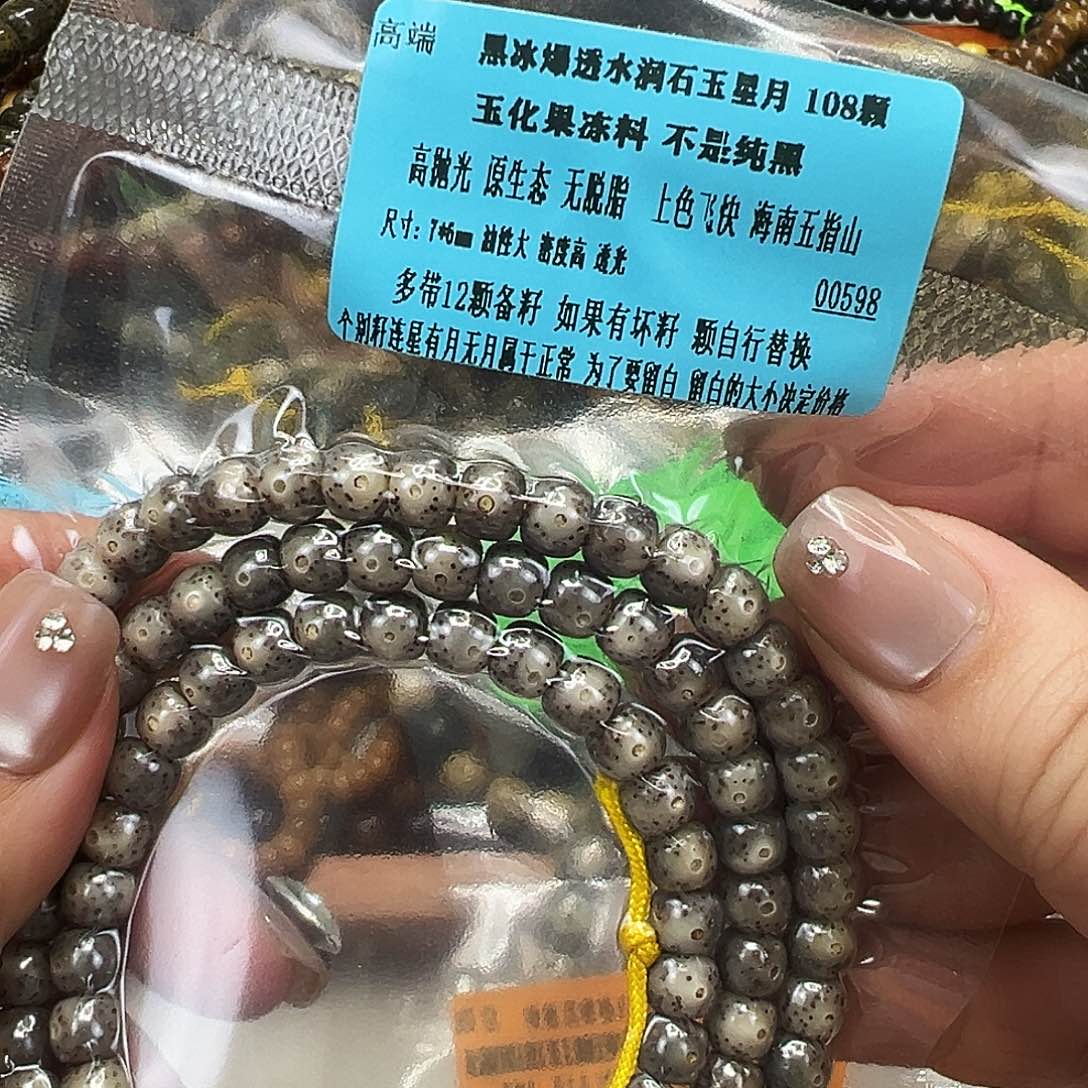 高端 黑冰爆透水润石玉星月 108颗
玉化果冻料 不是纯黑
高抛光 原生态 无脱脂 上色飞快 海南五指山
尺寸:7*6mm 油性大 密度高 透光
00598
多带12颗备籽 如果有坏籽 颗自行替换
个别籽连星有月无月属于正常 为了要留白 留白的大小决定价格